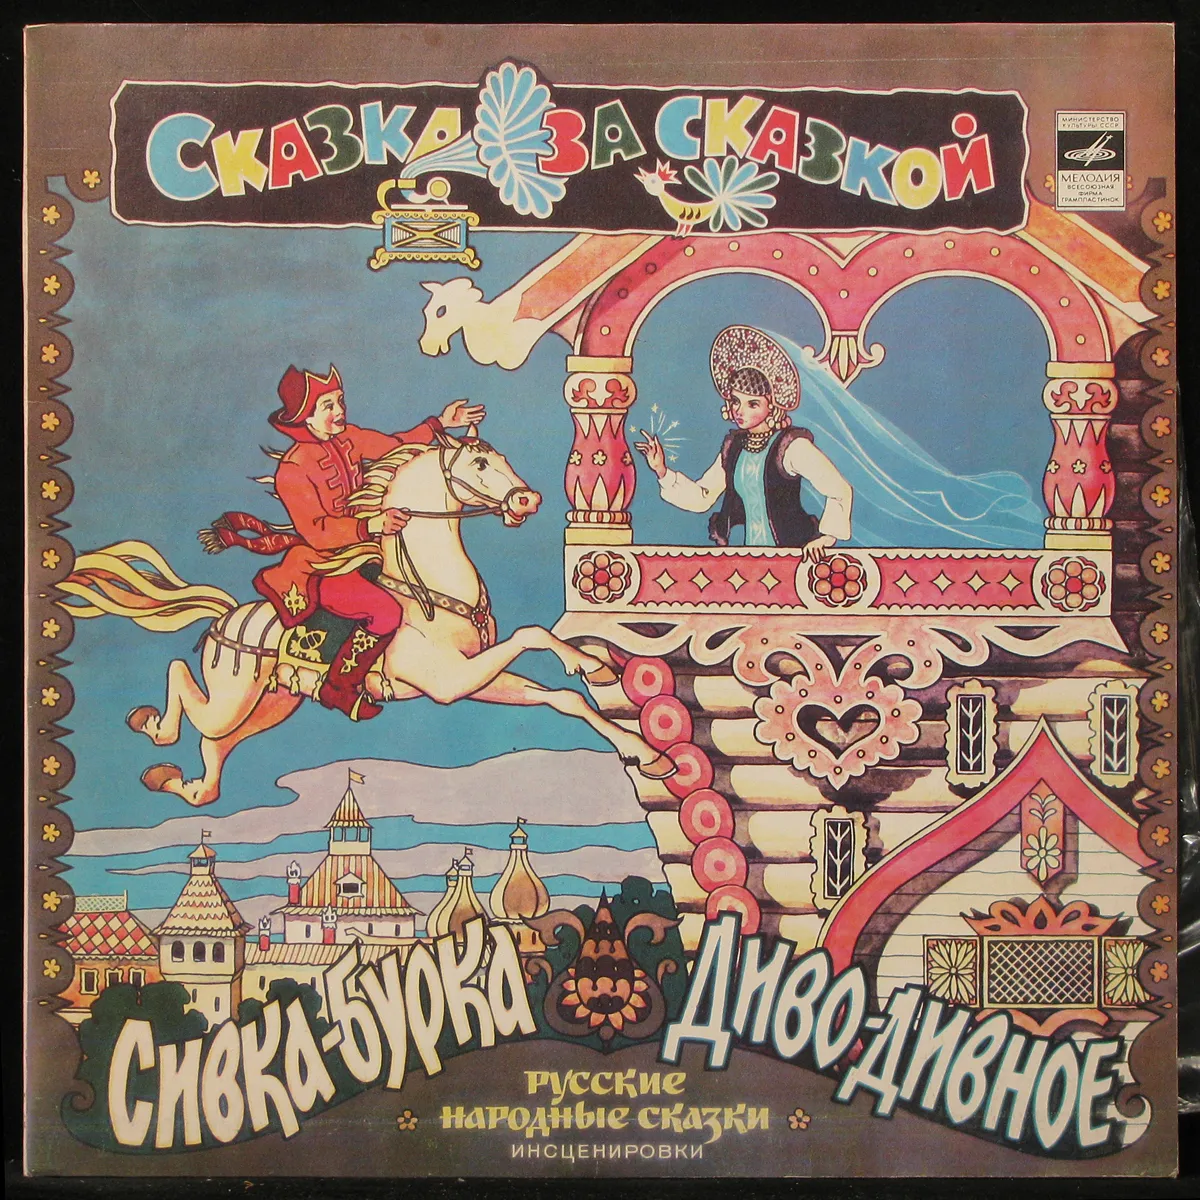 Сказка за сказкой
МИНИСТЕРСТВО
КУЛЬТУРЫ СССР
МЕЛОДИЯ
ВСЕСОЮЗНАЯ
ФИРМА
ГРАМПЛАСТИНОК
Сивка-Бурка
Диво-дивное
Русские
народные сказки
ИНСЦЕНИРОВКИ